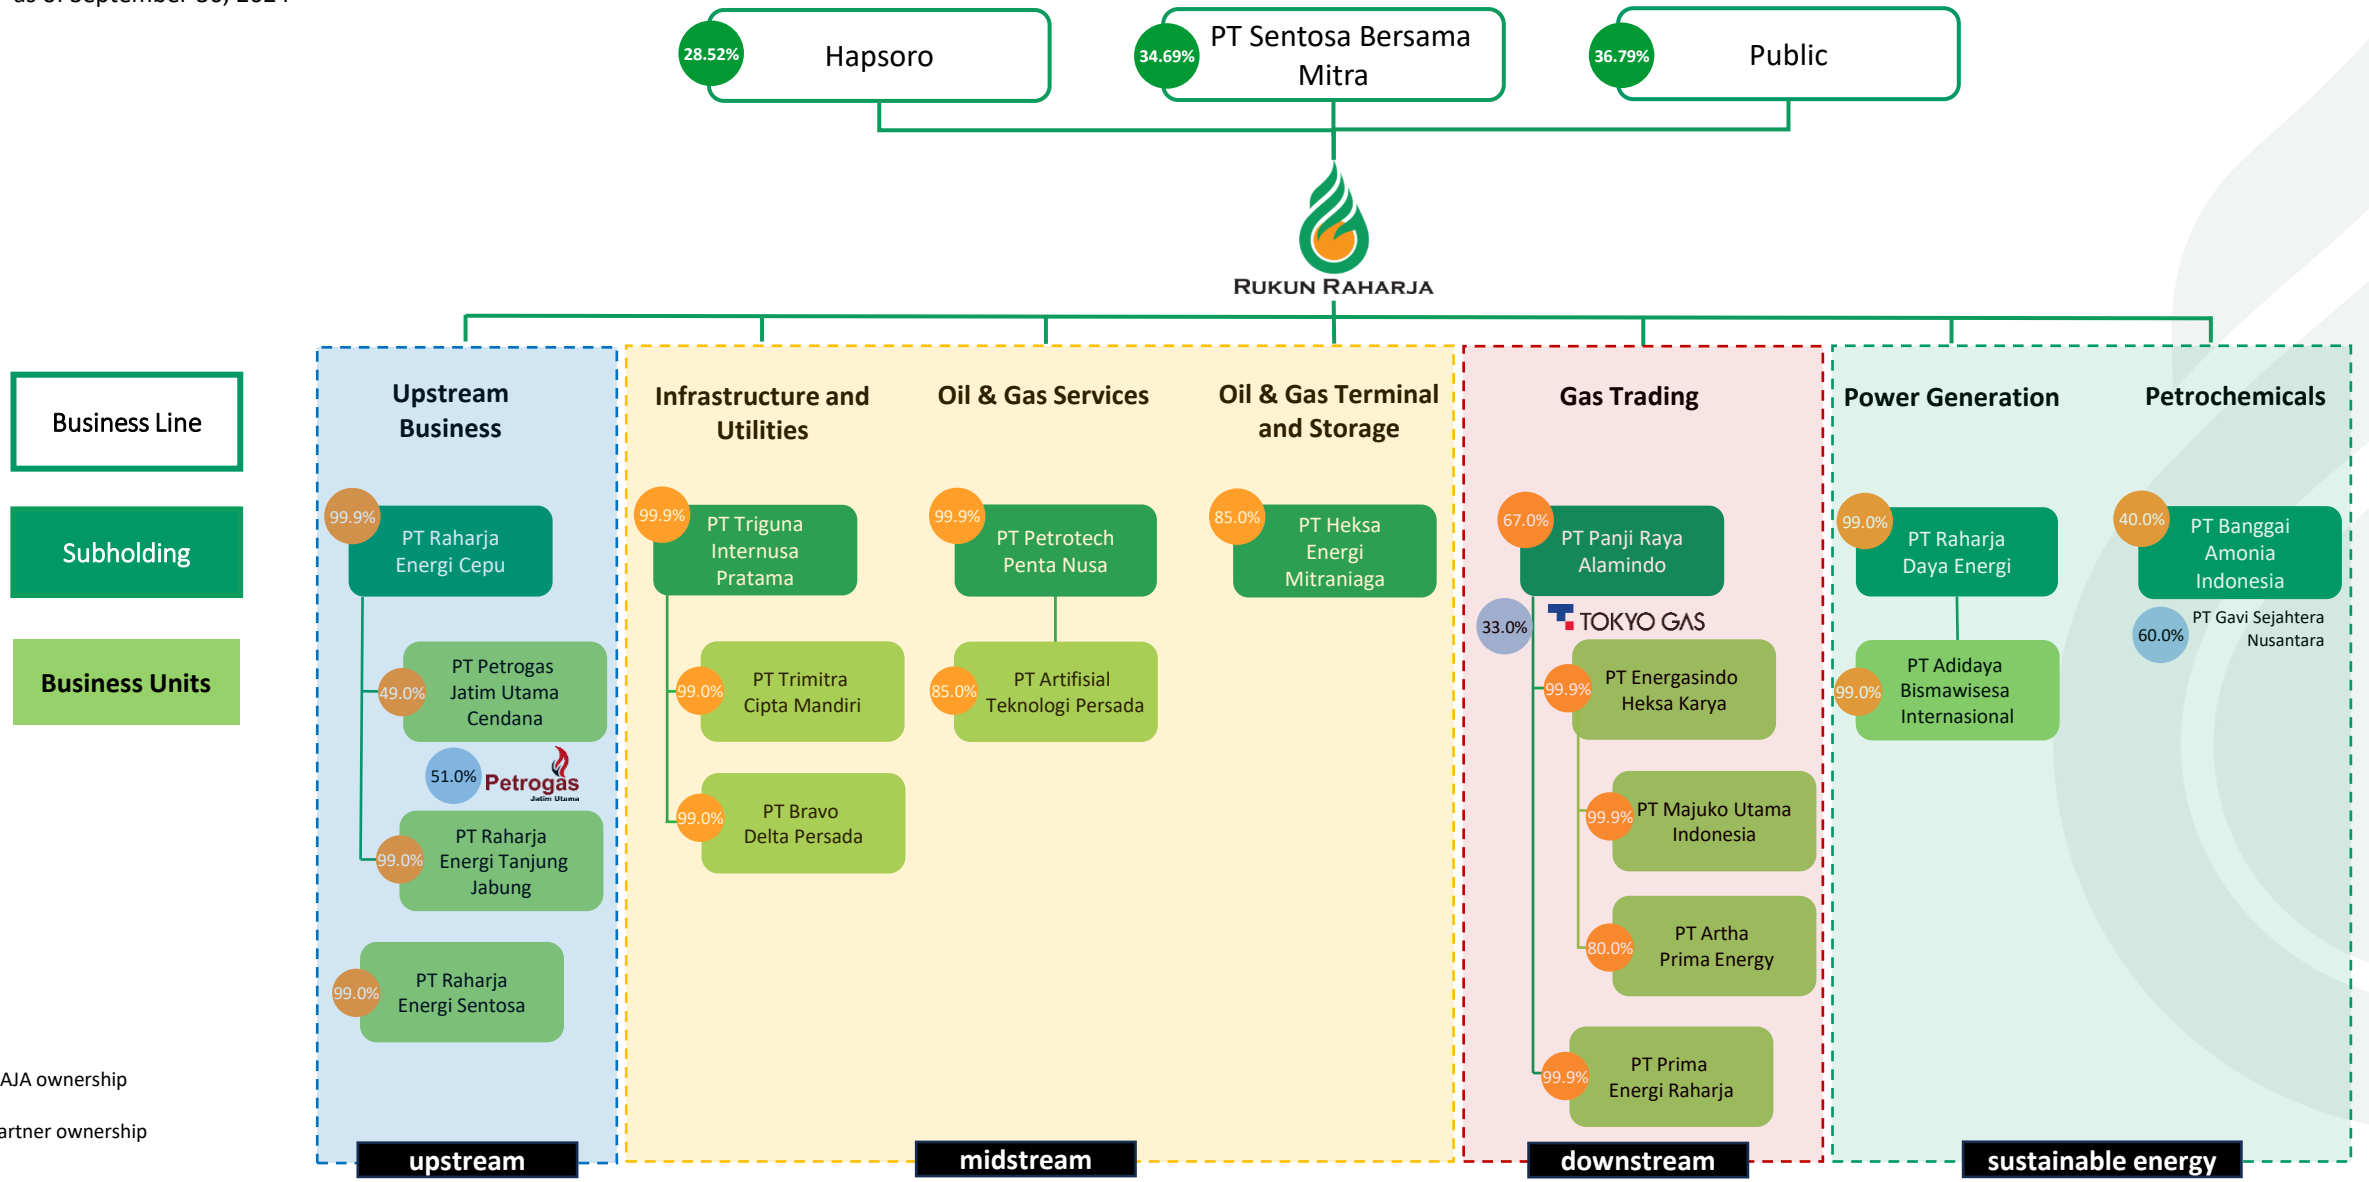 28.52%
Hapsoro
34.69%
PT Sentosa Bersama
Mitra
36.79%
Public
RUKUN RAHARJA
Business Line
Subholding
Business Units
Upstream
Business
99.9%
PT Raharja
Energi Cepu
49.0%
PT Petrogas
Jatim Utama
Cendana
51.0%
Petrogas
Jatim Utama
99.0%
PT Raharja
Energi Tanjung
Jabung
99.0%
PT Raharja
Energi Sentosa
upstream
Infrastructure and
Utilities
99.9%
PT Triguna
Internusa
Pratama
99.0%
PT Trimitra
Cipta Mandiri
99.0%
PT Bravo
Delta Persada
Oil & Gas Services
99.9%
PT Petrotech
Penta Nusa
85.0%
PT Artifisial
Teknologi Persada
Oil & Gas Terminal
and Storage
85.0%
PT Heksa
Energi
Mitraniaga
midstream
Gas Trading
67.0%
PT Panji Raya
Alamindo
33.0%
TOKYO GAS
99.9%
PT Energasindo
Heksa Karya
99.9%
PT Majuko Utama
Indonesia
80.0%
PT Artha
Prima Energy
99.9%
PT Prima
Energi Raharja
downstream
Power Generation
99.0%
PT Raharja
Daya Energi
99.0%
PT Adidaya
Bismawisesa
Internasional
Petrochemicals
40.0%
PT Banggai
Amonia
Indonesia
60.0%
PT Gavi Sejahtera
Nusantara
sustainable energy
AJA ownership
artner ownership